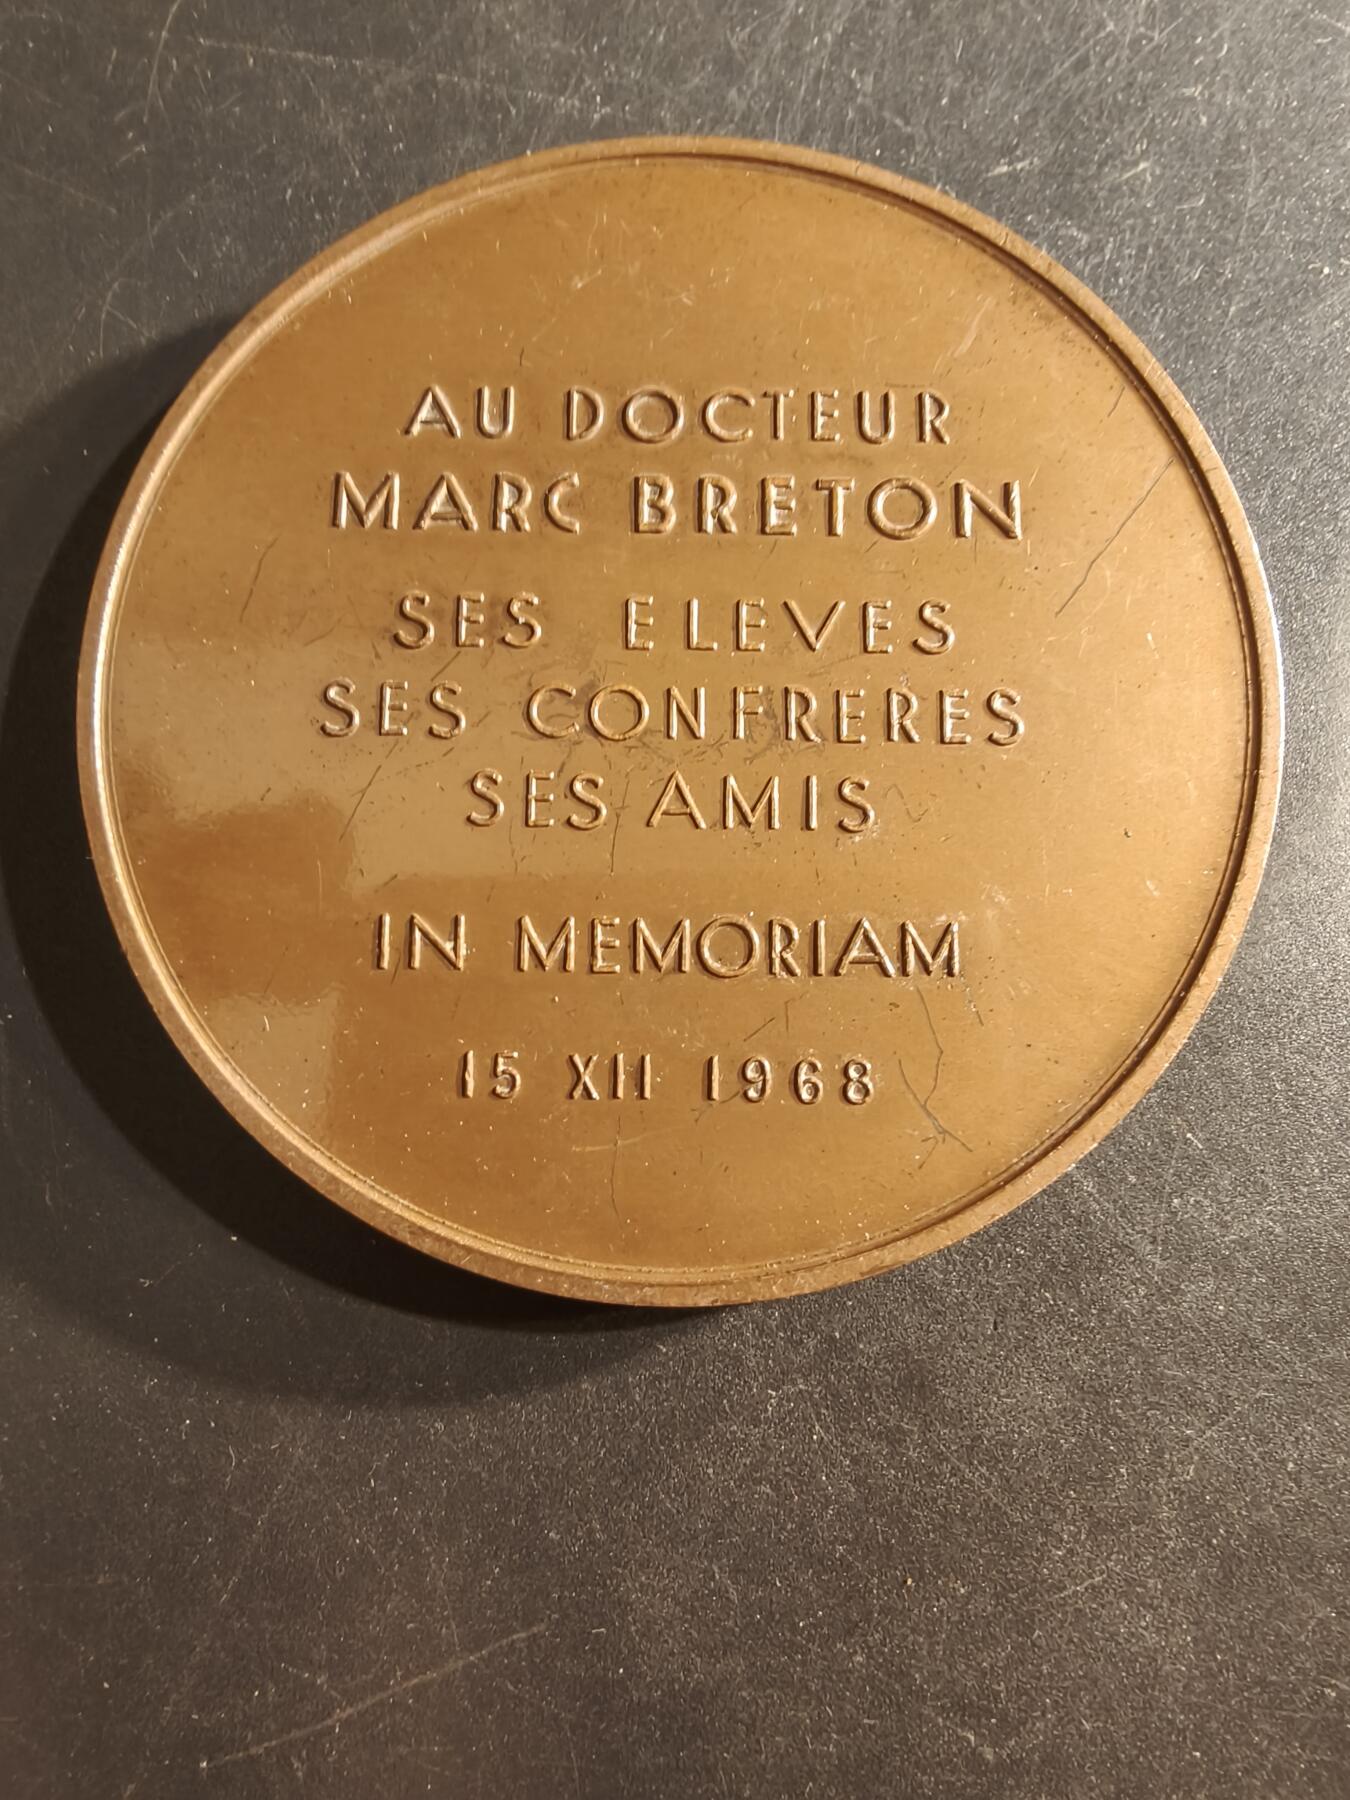 AU DOCTEUR
MARC BRETON
SES ELEVES
SES CONFRERES
SES AMIS
IN MEMORIAM
15 XII 1968